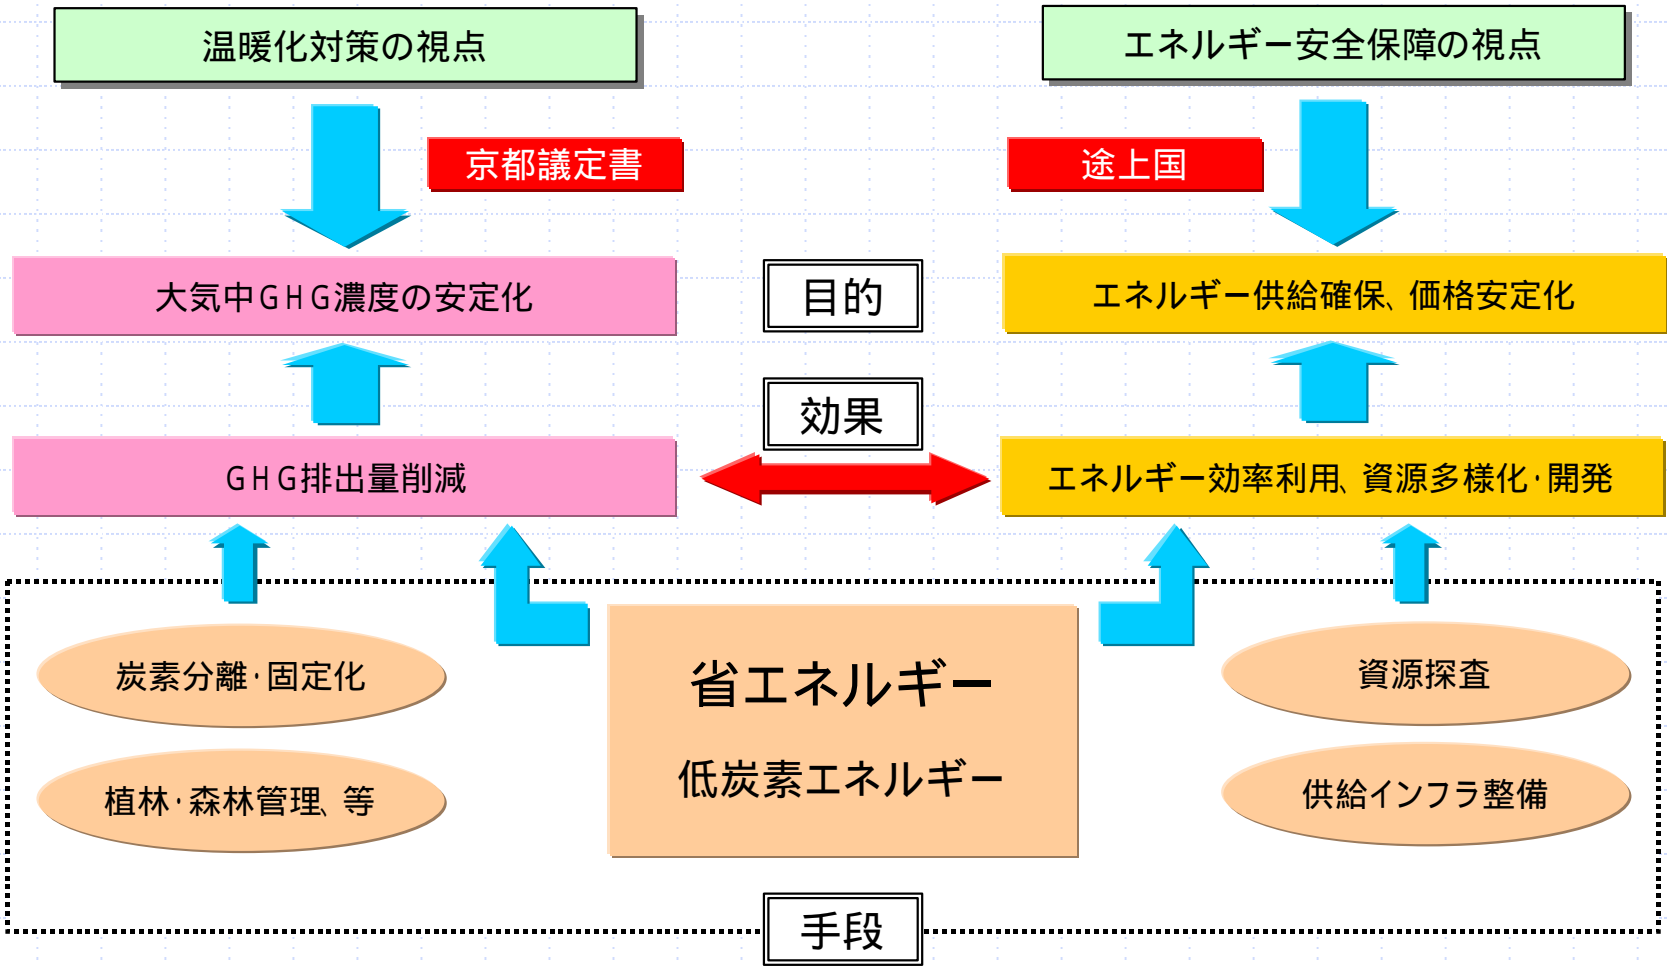 温暖化対策の視点
エネルギー安全保障の視点
京都議定書
途上国
大気中GHG濃度の安定化
目的
エネルギー供給確保、価格安定化
効果
GHG排出量削減
エネルギー効率利用、資源多様化・開発
炭素分離・固定化
植林・森林管理、等
省エネルギー
低炭素エネルギー
資源探査
供給インフラ整備
手段